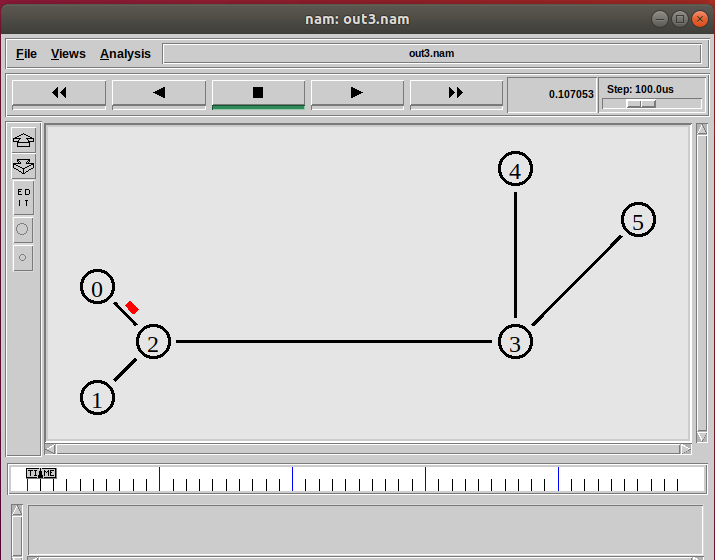 nam: out3.nam
File Views Analysis
out3.nam
0.107053
Step: 100.0us
E D
I T
4
5
0
2
3
1
TIME